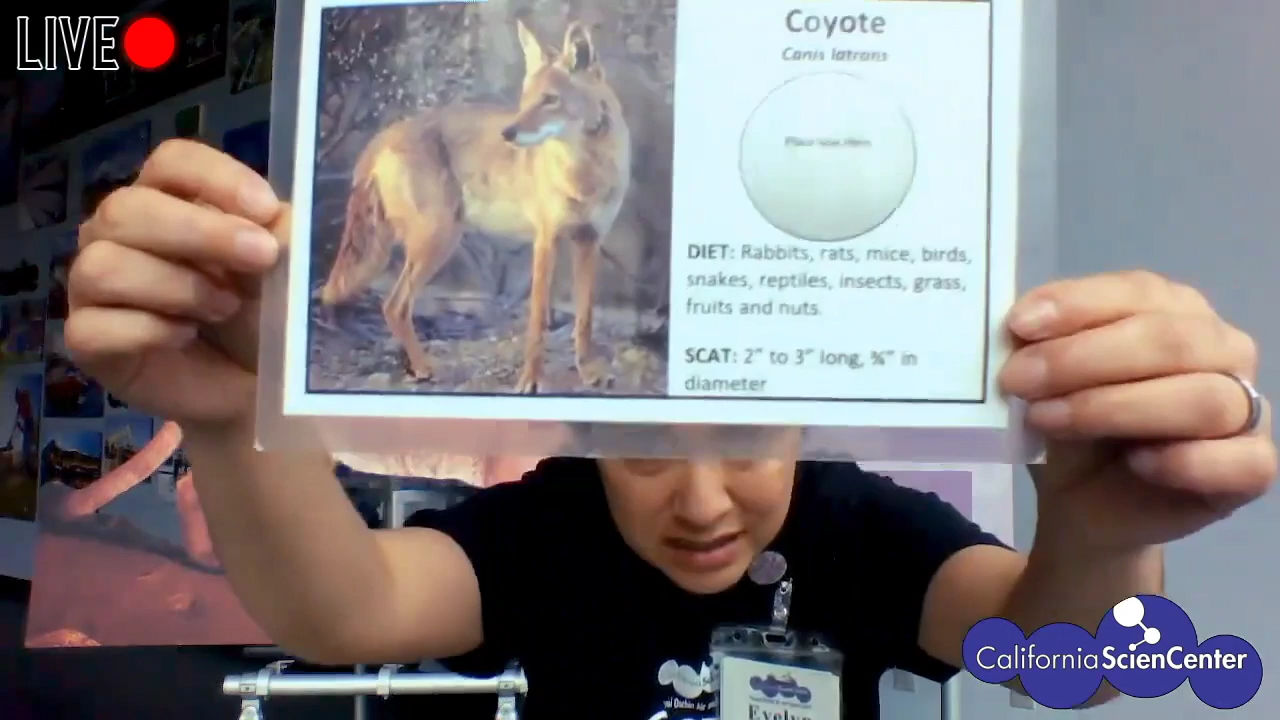 LIVE
Coyote
Canis latrans
DIET: Rabbits, rats, mice, birds,
snakes, reptiles, insects, grass,
fruits and nuts.
SCAT: 2” to 3” long, ¾” in
diameter
California ScienCenter
Evelyn